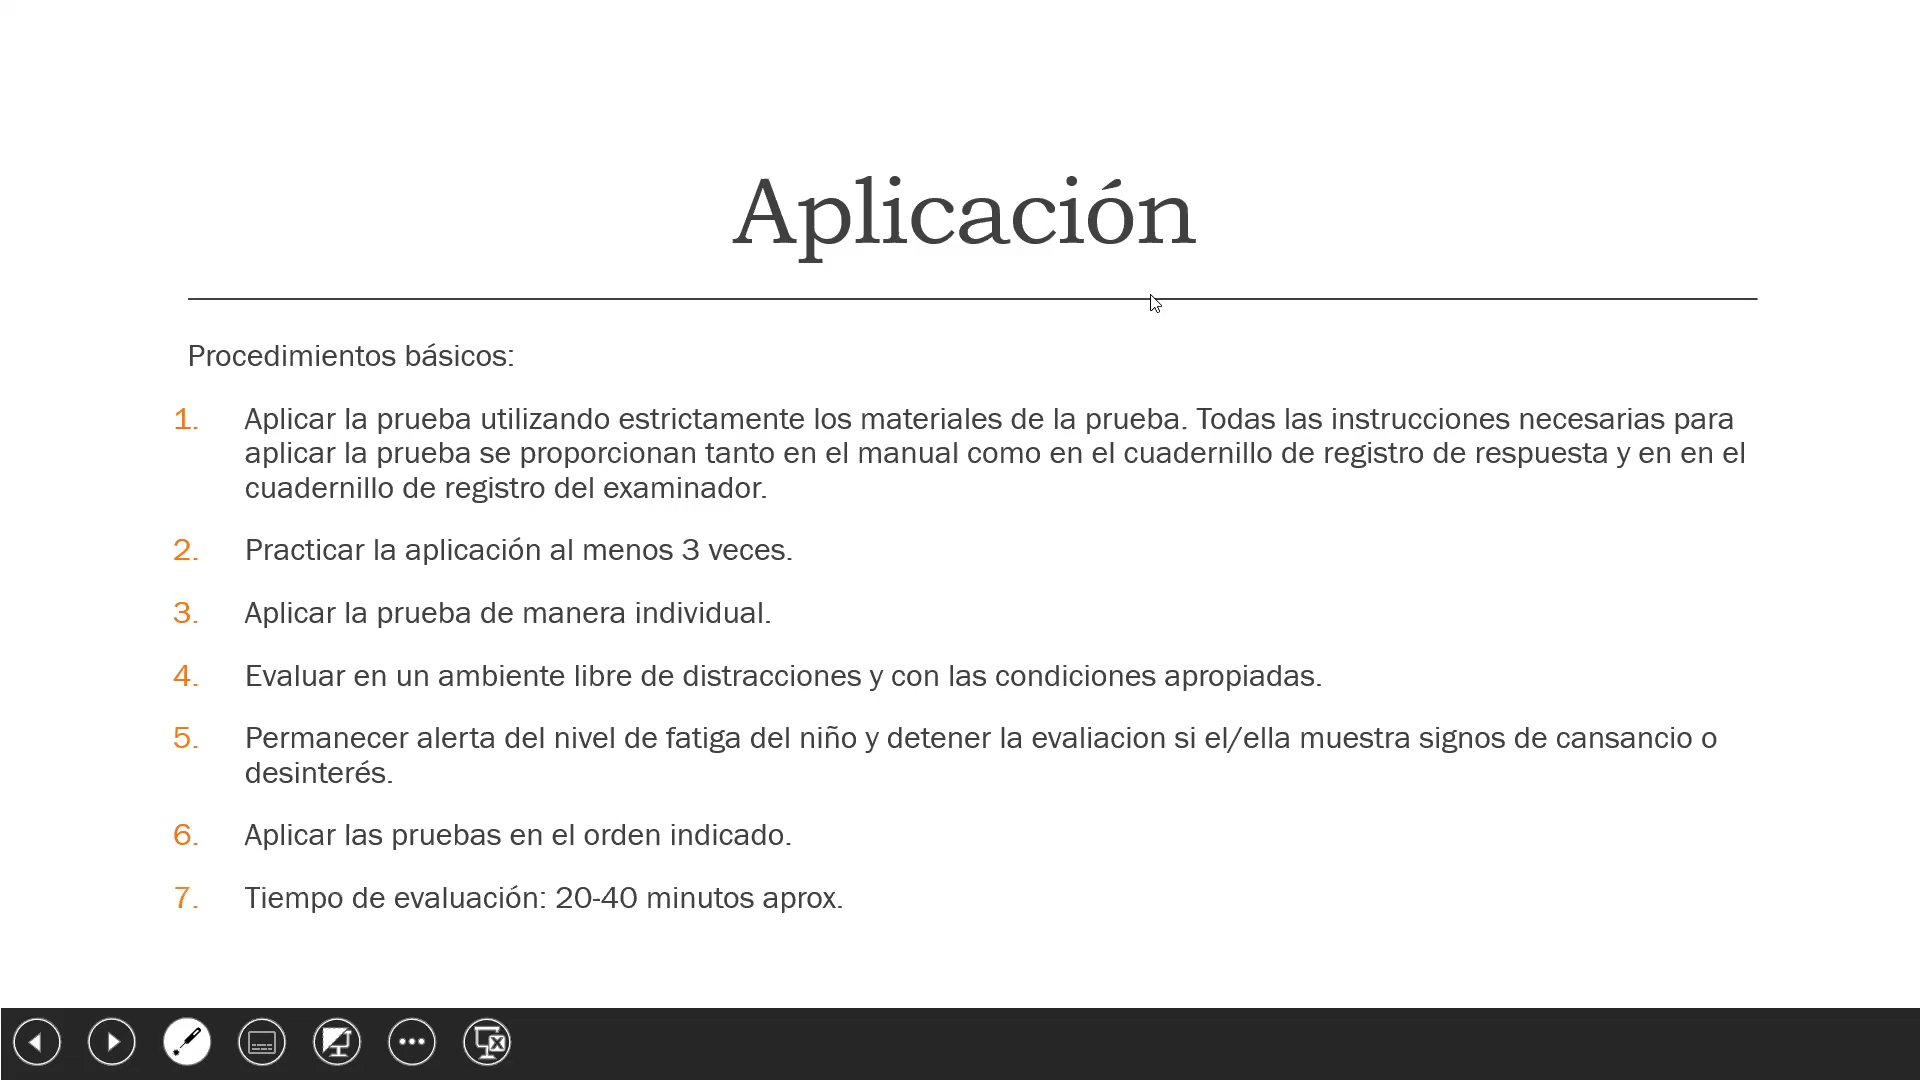 Aplicación
Procedimientos básicos:
1. Aplicar la prueba utilizando estrictamente los materiales de la prueba. Todas las instrucciones necesarias para
aplicar la prueba se proporcionan tanto en el manual como en el cuadernillo de registro de respuesta y en en el
cuadernillo de registro del examinador.
2. Practicar la aplicación al menos 3 veces.
3. Aplicar la prueba de manera individual.
4. Evaluar en un ambiente libre de distracciones y con las condiciones apropiadas.
5. Permanecer alerta del nivel de fatiga del niño y detener la evaliacion si el/ella muestra signos de cansancio o
desinterés.
6. Aplicar las pruebas en el orden indicado.
7. Tiempo de evaluación: 20-40 minutos aprox.